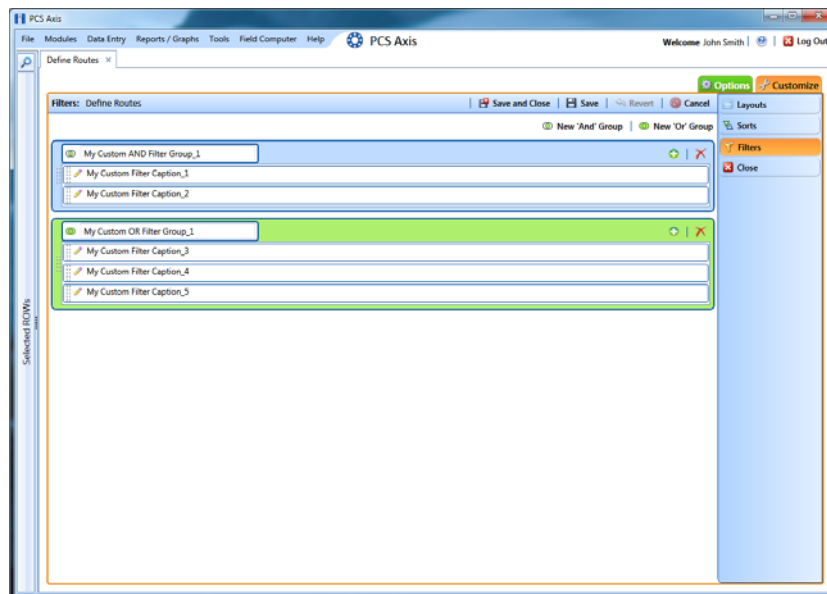 PCS Axis
File Modules Data Entry Reports / Graphs Tools Field Computer Help PCS Axis Welcome John Smith | | Log Out
Define Routes ×
Options Customize
Filters: Define Routes | Save and Close | Save | Revert | Cancel
Layouts
New 'And' Group | New 'Or' Group
Sorts
My Custom AND Filter Group_1
Filters
My Custom Filter Caption_1
Close
My Custom Filter Caption_2
My Custom OR Filter Group_1
My Custom Filter Caption_3
My Custom Filter Caption_4
My Custom Filter Caption_5
Selected ROWs